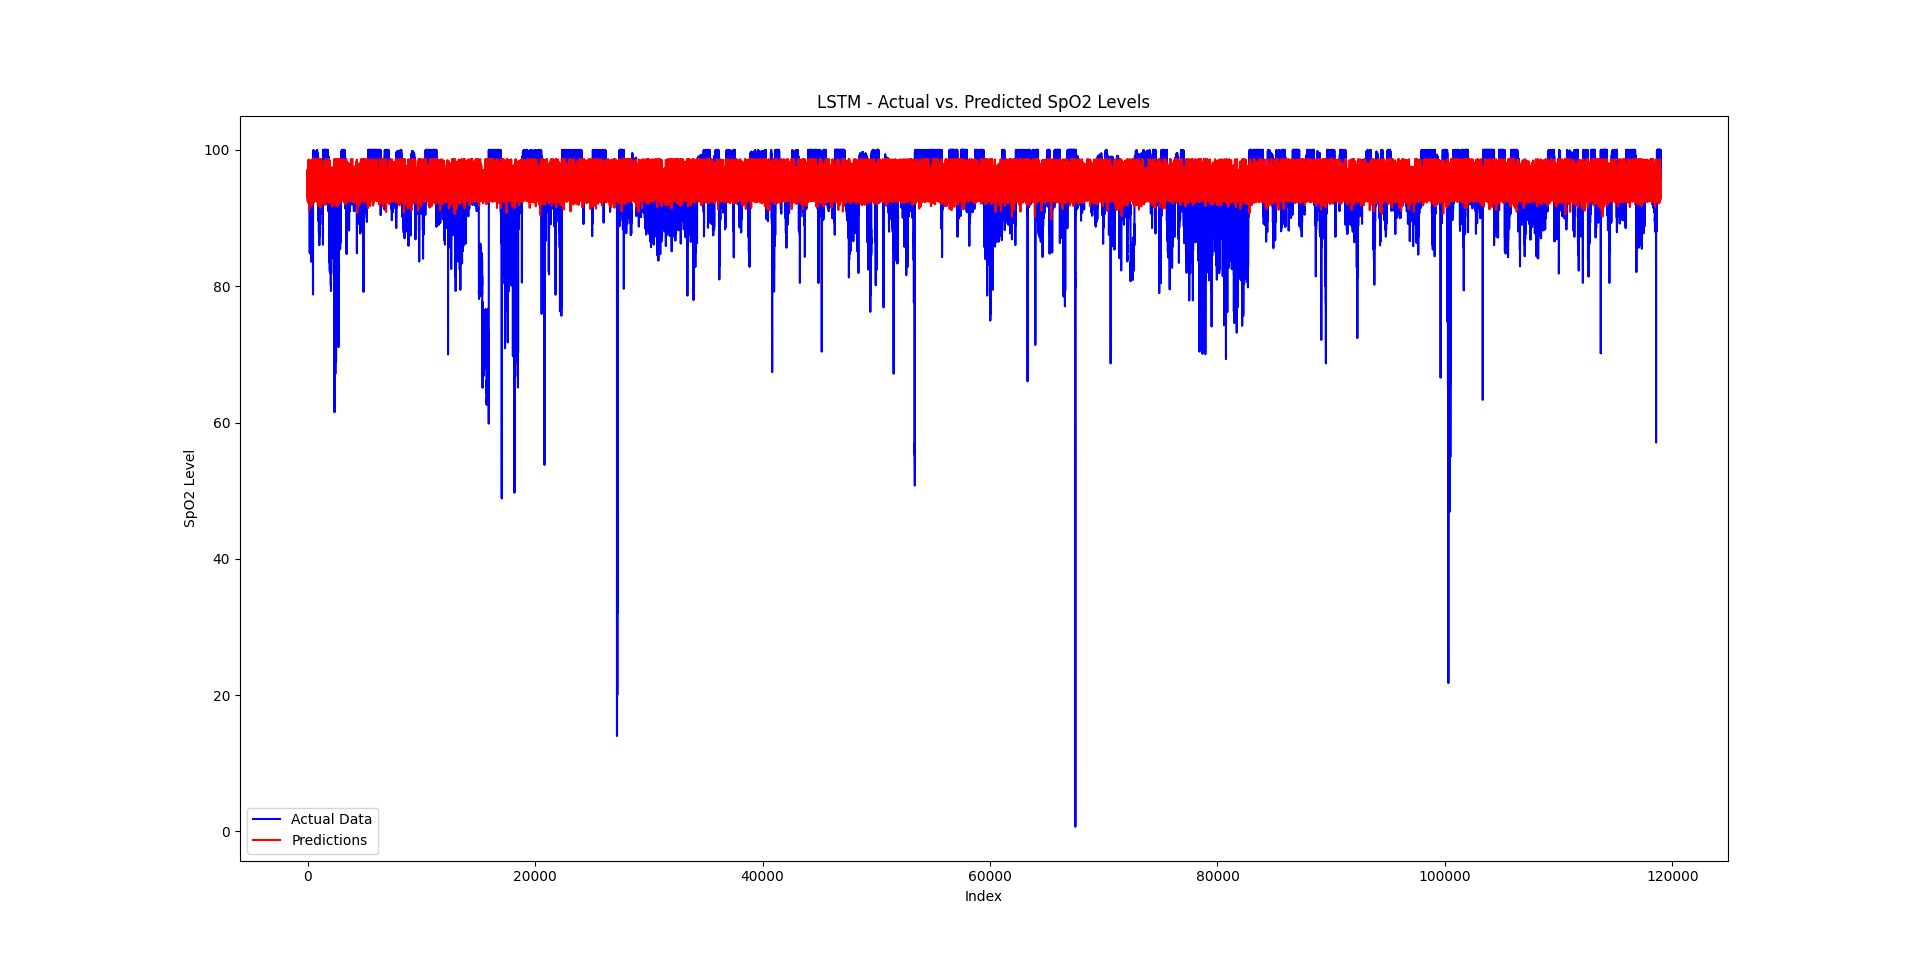 LSTM - Actual vs. Predicted SpO2 Levels
100
80
60
40
20
0
SpO2 Level
Actual Data
Predictions
0 20000 40000 60000 80000 100000 120000
Index